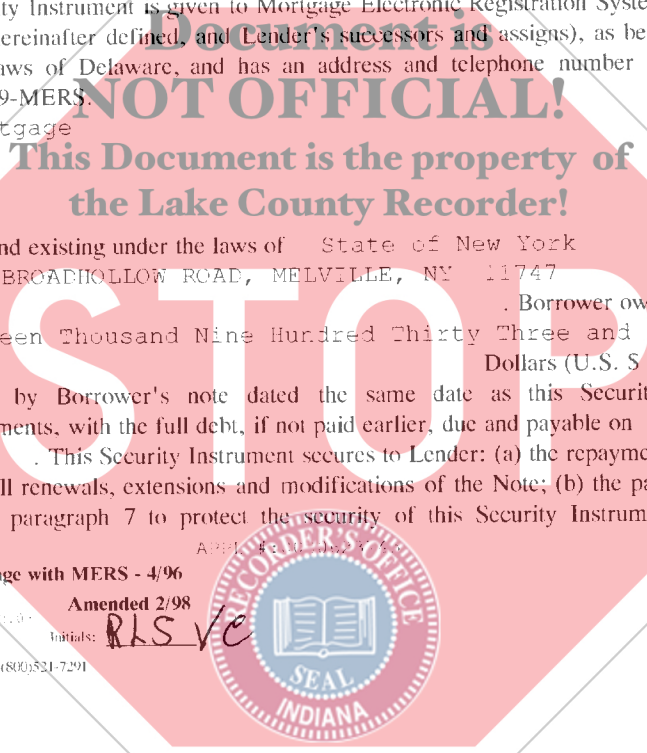 ty Instrument is given to Mortgage Electronic Registration Syste
ereinafter defined, and Lender's successors and assigns), as be
Document is
aws of Delaware, and has an address and telephone number
9-MERS.
NOT OFFICIAL!
tgage
This Document is the property of
the Lake County Recorder!
nd existing under the laws of State of New York
BROADHOLLOW ROAD, MELVILLE, NY 11747
. Borrower ow
een Thousand Nine Hundred Thirty Three and
Dollars (U.S. $
STOP
by Borrower's note dated the same date as this Securit
ments, with the full debt, if not paid earlier, due and payable on
. This Security Instrument secures to Lender: (a) the repayme
ll renewals, extensions and modifications of the Note; (b) the pa
paragraph 7 to protect the security of this Security Instrum
ge with MERS - 4/96
Amended 2/98
Initials: RLS VC
(800)521-7291
RECORDER'S OFFICE
SEAL
INDIANA